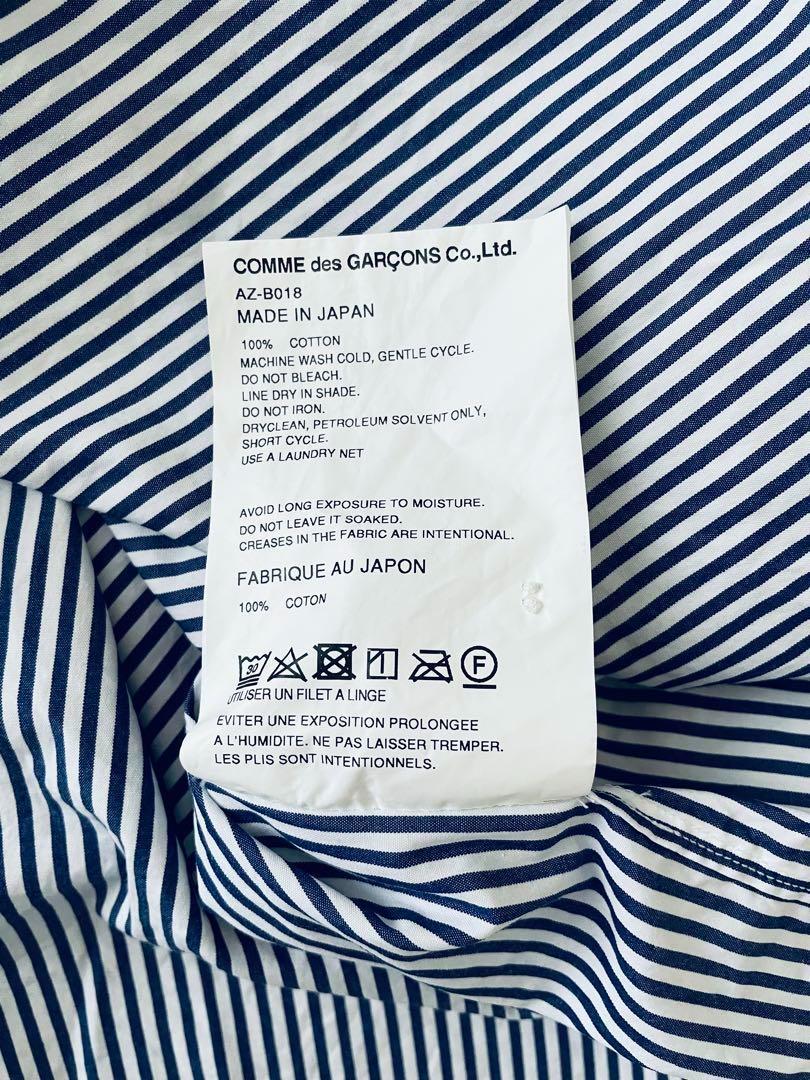 COMME des GARÇONS Co.,Ltd.
AZ-B018
MADE IN JAPAN
100% COTTON
MACHINE WASH COLD, GENTLE CYCLE.
DO NOT BLEACH.
LINE DRY IN SHADE.
DO NOT IRON.
DRYCLEAN, PETROLEUM SOLVENT ONLY,
SHORT CYCLE.
USE A LAUNDRY NET
AVOID LONG EXPOSURE TO MOISTURE.
DO NOT LEAVE IT SOAKED.
CREASES IN THE FABRIC ARE INTENTIONAL.
FABRIQUE AU JAPON
100% COTON
30 F
UTILISER UN FILET A LINGE
EVITER UNE EXPOSITION PROLONGEE
A L'HUMIDITE. NE PAS LAISSER TREMPER.
LES PLIS SONT INTENTIONNELS.